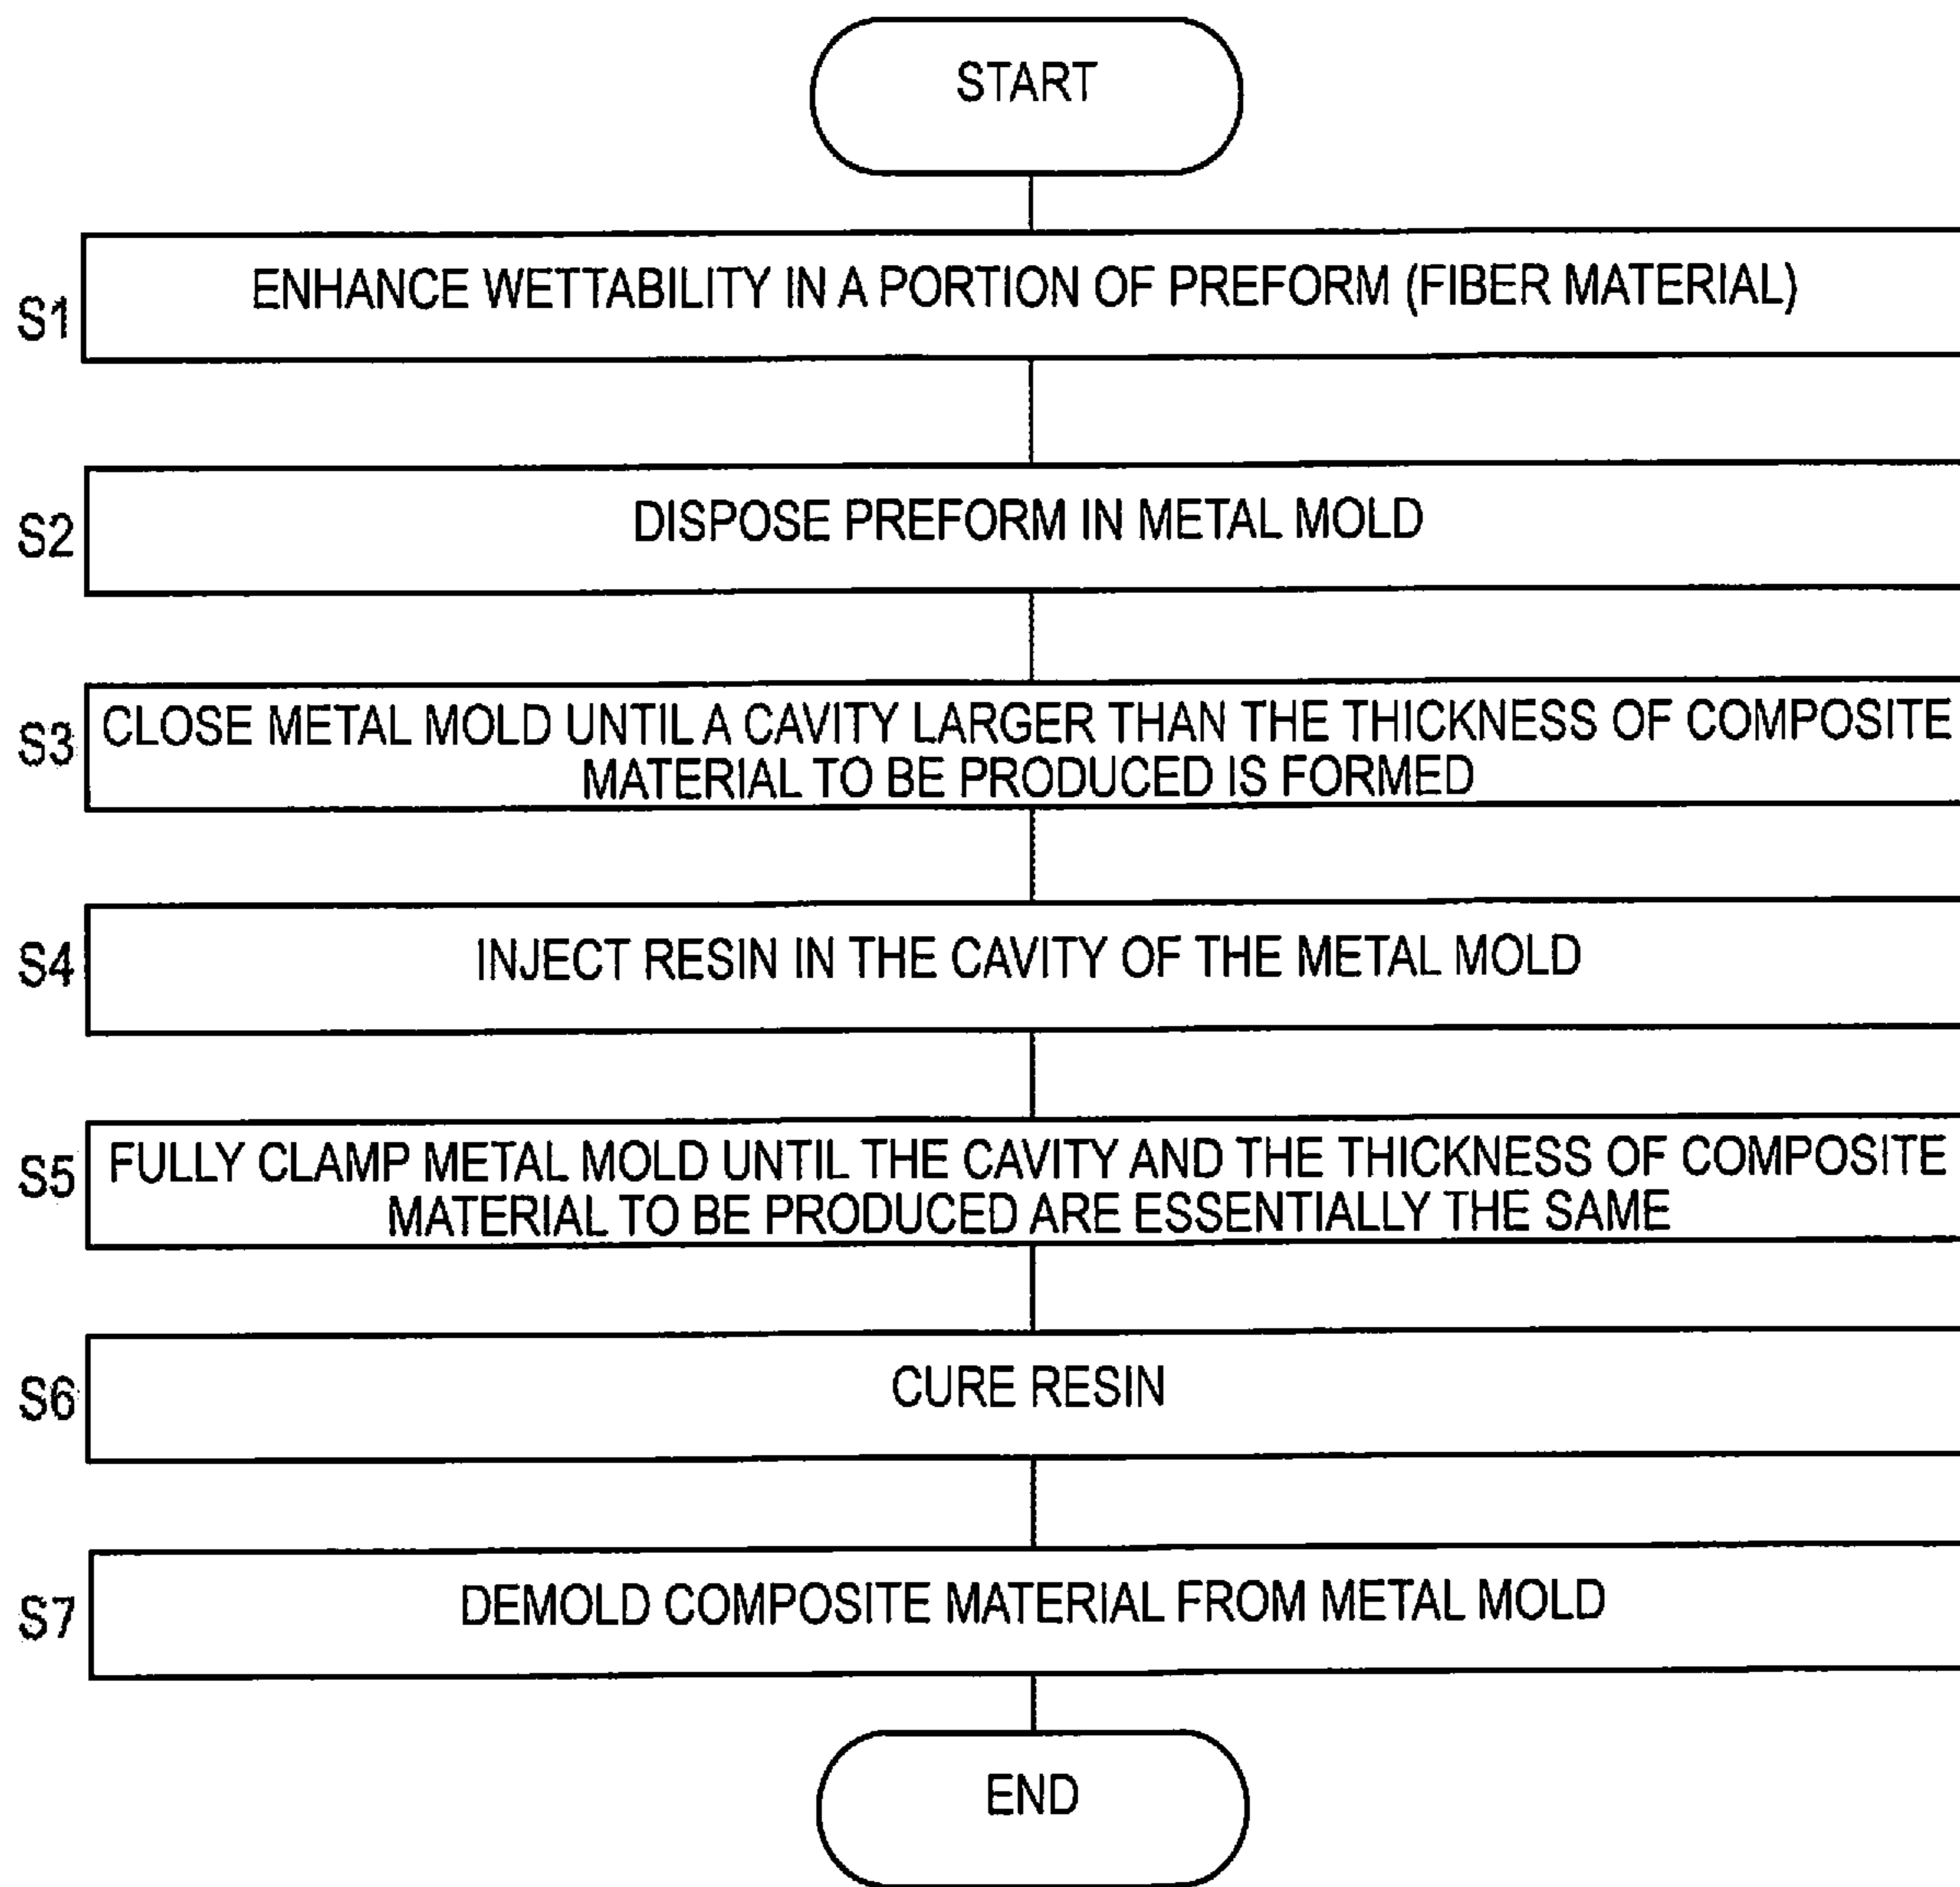 START
S1
ENHANCE WETTABILITY IN A PORTION OF PREFORM (FIBER MATERIAL)
S2
DISPOSE PREFORM IN METAL MOLD
S3
CLOSE METAL MOLD UNTIL A CAVITY LARGER THAN THE THICKNESS OF COMPOSITE
MATERIAL TO BE PRODUCED IS FORMED
S4
INJECT RESIN IN THE CAVITY OF THE METAL MOLD
S5
FULLY CLAMP METAL MOLD UNTIL THE CAVITY AND THE THICKNESS OF COMPOSITE
MATERIAL TO BE PRODUCED ARE ESSENTIALLY THE SAME
S6
CURE RESIN
S7
DEMOLD COMPOSITE MATERIAL FROM METAL MOLD
END